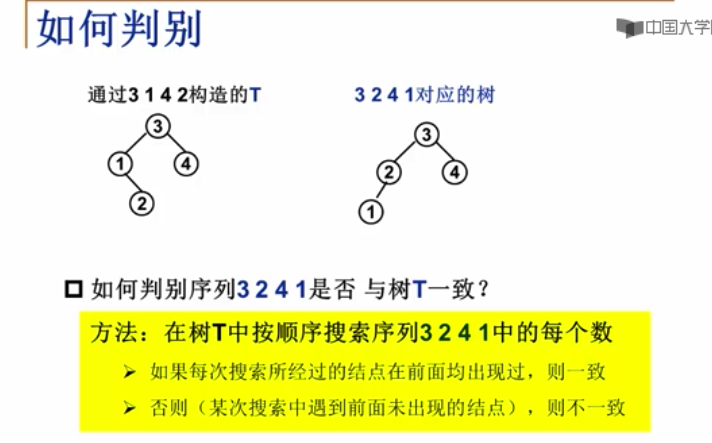 如何判别
中国大学
通过3 1 4 2构造的T
3 2 4 1对应的树
3
1
4
2
3
2
4
1
如何判别序列3 2 4 1是否 与树T一致？
方法：在树T中按顺序搜索序列3 2 4 1中的每个数
➢ 如果每次搜索所经过的结点在前面均出现过，则一致
➢ 否则（某次搜索中遇到前面未出现的结点），则不一致